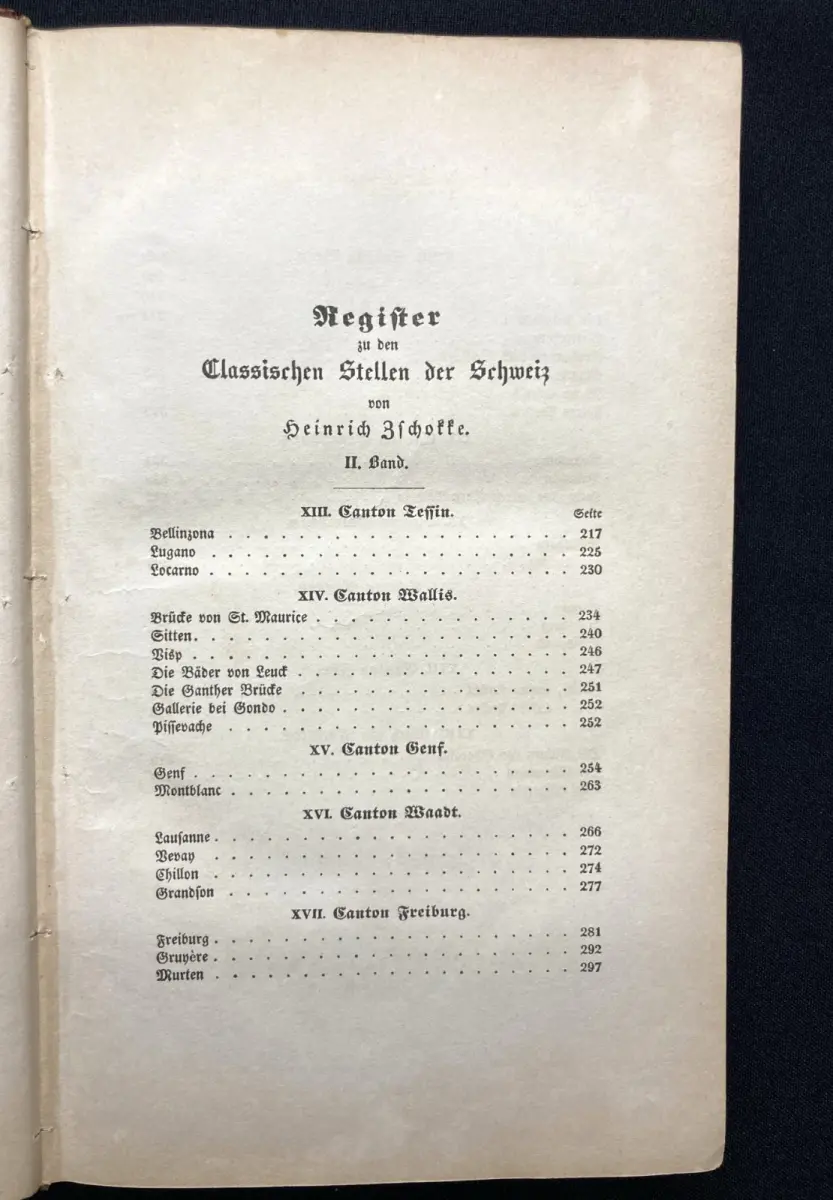 Register
zu den
Classischen Stellen der Schweiz
von
Heinrich Zschokke.
II. Band.
XIII. Canton Tessin. Seite
Bellinzona . . . . . . . . . . . . . . . . . . . . 217
Lugano . . . . . . . . . . . . . . . . . . . . . 225
Locarno . . . . . . . . . . . . . . . . . . . . . 230
XIV. Canton Wallis.
Brücke von St. Maurice . . . . . . . . . . . . . . . 234
Sitten. . . . . . . . . . . . . . . . . . . . . . 240
Visp . . . . . . . . . . . . . . . . . . . . . . 246
Die Bäder von Leuck . . . . . . . . . . . . . . . . 247
Die Ganther Brücke . . . . . . . . . . . . . . . . 251
Gallerie bei Gondo . . . . . . . . . . . . . . . . . 252
Pissevache . . . . . . . . . . . . . . . . . . . . 252
XV. Canton Genf.
Genf . . . . . . . . . . . . . . . . . . . . . . 254
Montblanc . . . . . . . . . . . . . . . . . . . . 263
XVI. Canton Waadt.
Lausanne . . . . . . . . . . . . . . . . . . . . . 266
Vevay . . . . . . . . . . . . . . . . . . . . . 272
Chillon . . . . . . . . . . . . . . . . . . . . . 274
Grandson . . . . . . . . . . . . . . . . . . . . 277
XVII. Canton Freiburg.
Freiburg . . . . . . . . . . . . . . . . . . . . . 281
Gruyère . . . . . . . . . . . . . . . . . . . . . 292
Murten . . . . . . . . . . . . . . . . . . . . . 297